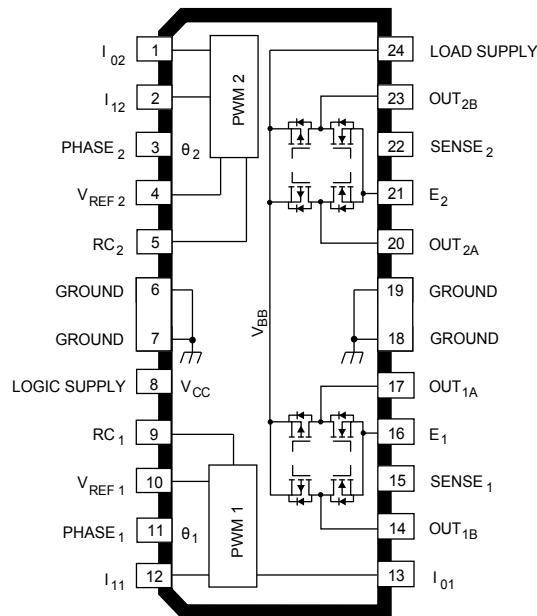 I02 1 24 LOAD SUPPLY
I12 2 23 OUT2B
PHASE2 3 θ2 22 SENSE2
VREF 2 4 21 E2
RC2 5 20 OUT2A
GROUND 6 19 GROUND
GROUND 7 18 GROUND
LOGIC SUPPLY 8 VCC 17 OUT1A
RC1 9 16 E1
VREF 1 10 15 SENSE1
PHASE1 11 θ1 14 OUT1B
I11 12 13 I01
PWM 2
VBB
PWM 1